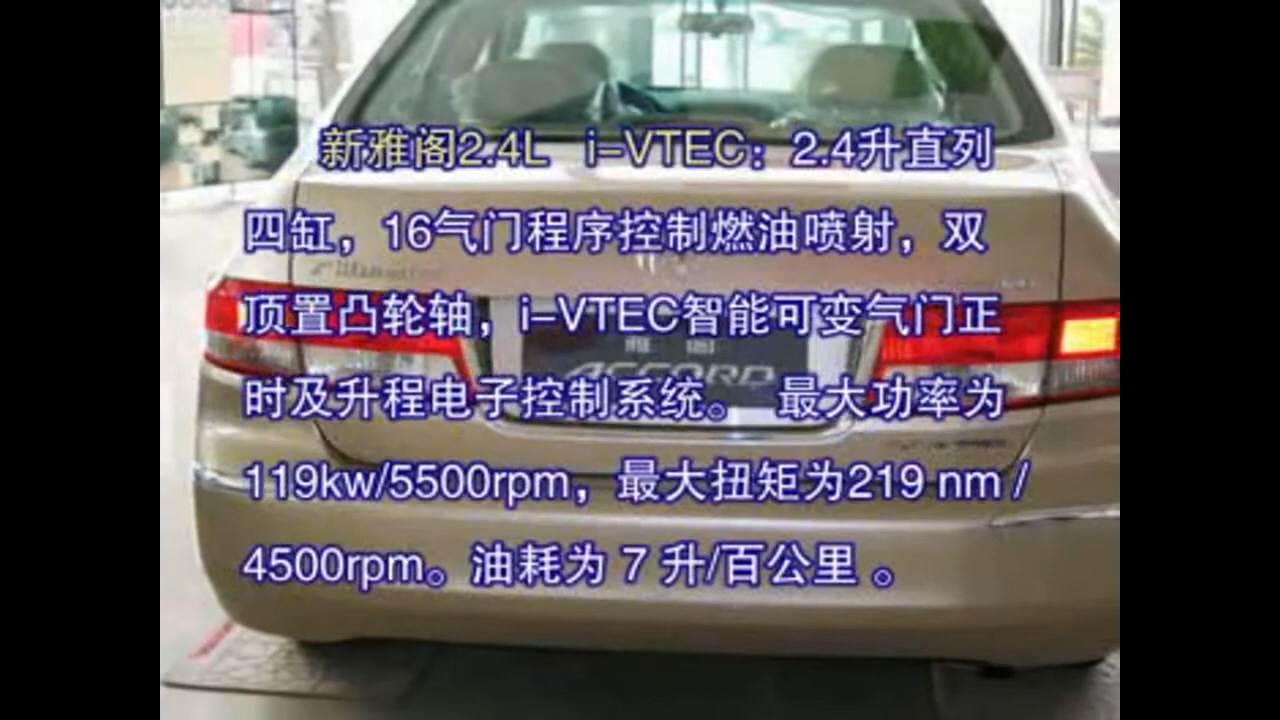 新雅阁2.4L i-VTEC：2.4升直列
四缸，16气门程序控制燃油喷射，双
顶置凸轮轴，i-VTEC智能可变气门正
时及升程电子控制系统。 最大功率为
119kw/5500rpm，最大扭矩为219 nm /
4500rpm。油耗为 7 升/百公里 。
ACCORD